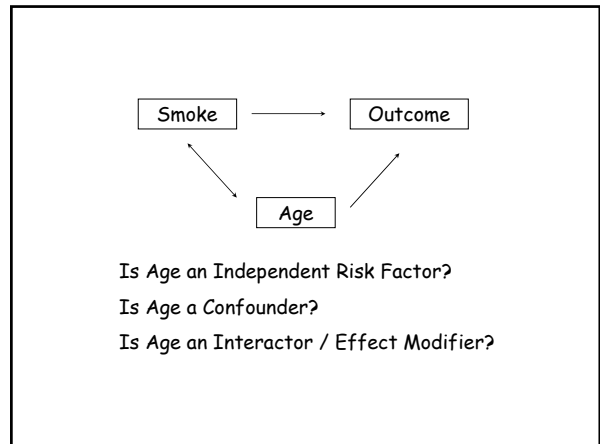 Smoke
Outcome
Age
Is Age an Independent Risk Factor?
Is Age a Confounder?
Is Age an Interactor / Effect Modifier?